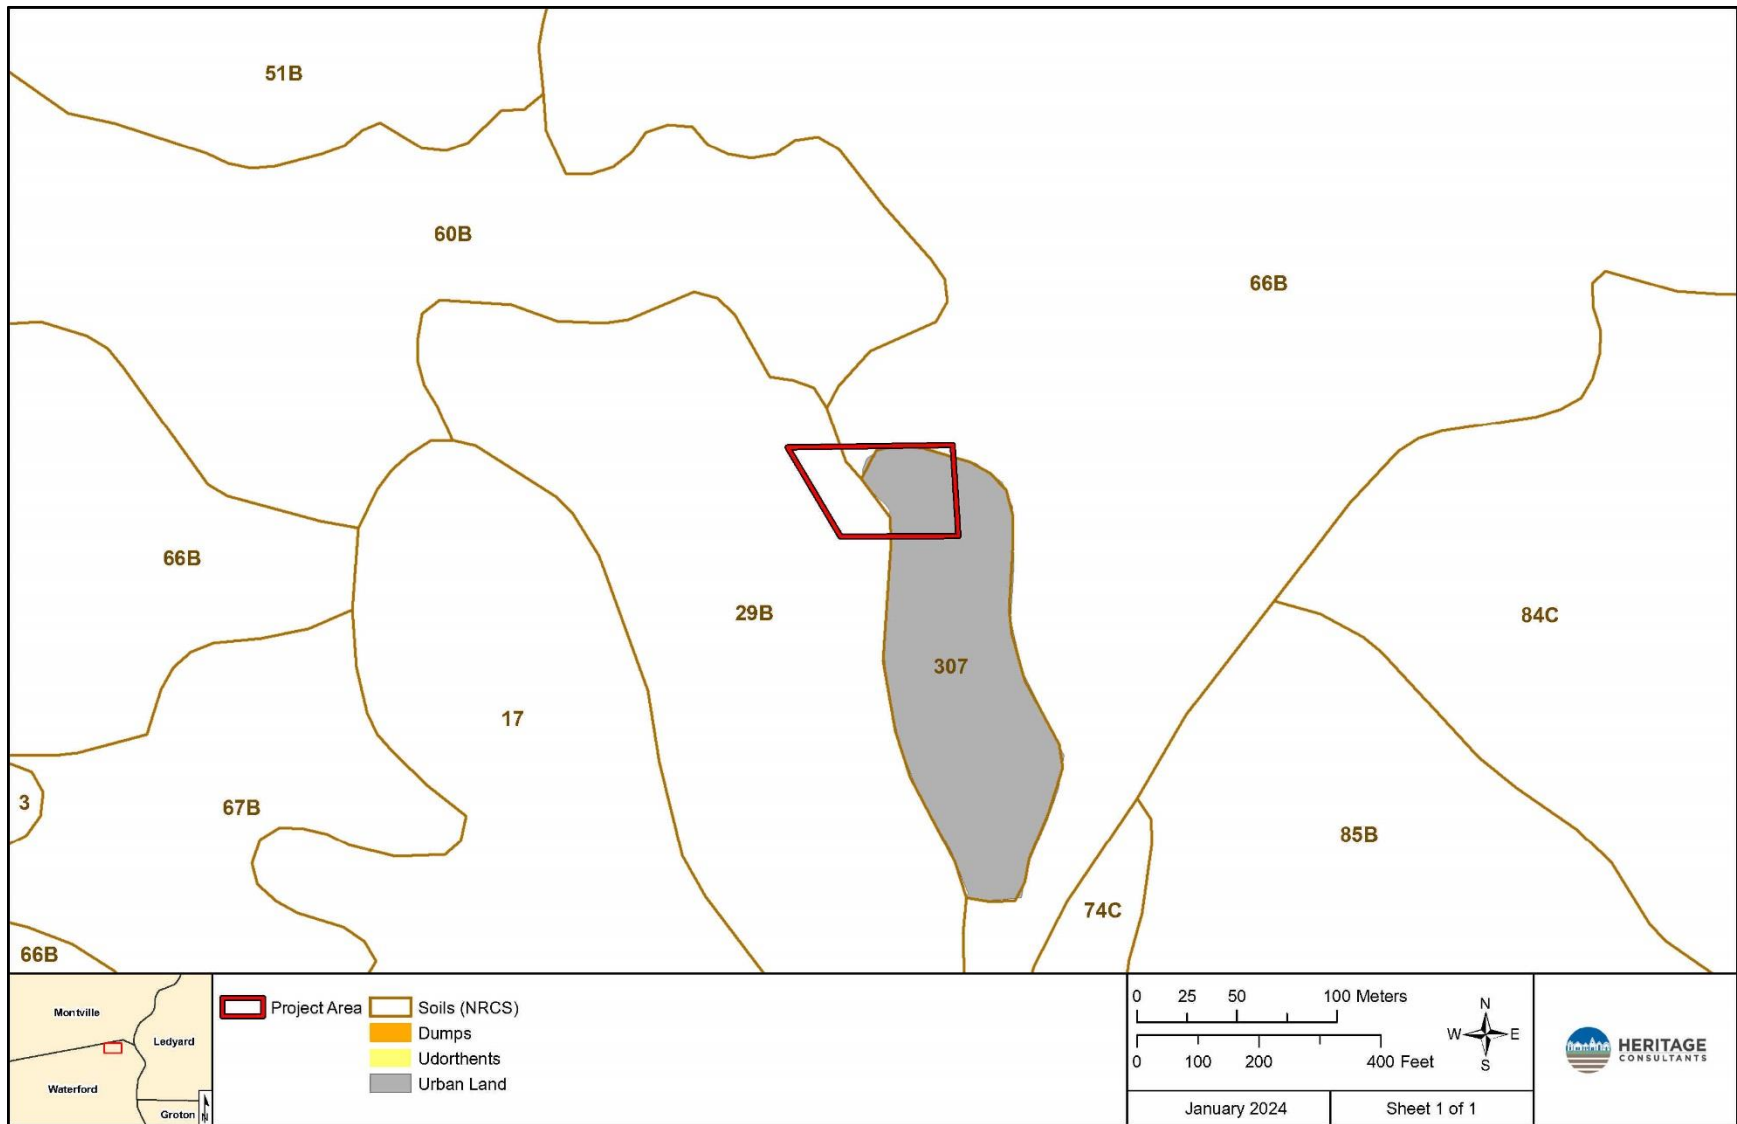 51B
60B
66B
66B
29B
84C
307
17
3
67B
85B
74C
66B
Montville
Ledyard
Waterford
Groton
N
Project Area
Soils (NRCS)
Dumps
Udorthents
Urban Land
0 25 50 100 Meters
0 100 200 400 Feet
N
W E
S
January 2024
Sheet 1 of 1
HERITAGE
CONSULTANTS